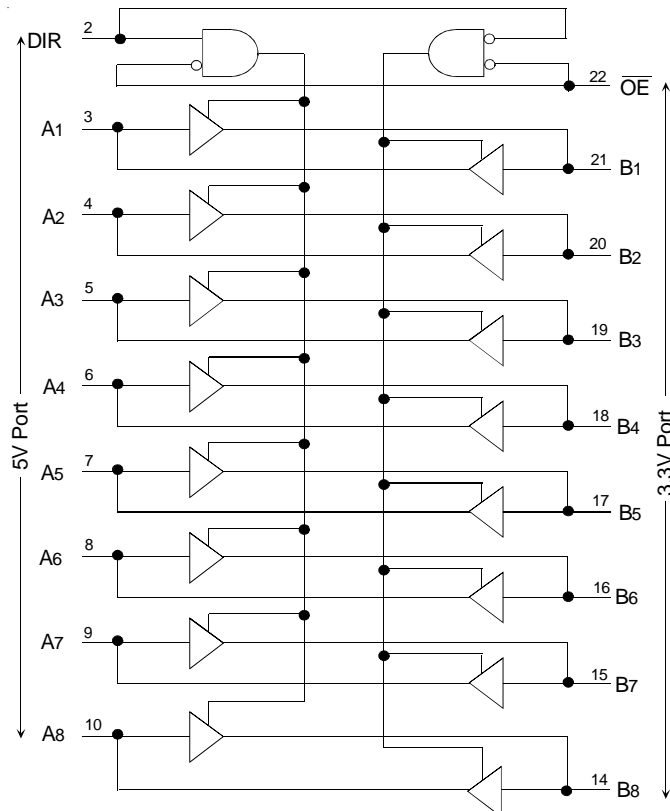 2
DIR
22
OE
A1 3
21 B1
A2 4
20 B2
A3 5
19 B3
A4 6
18 B4
5V Port
3.3V Port
A5 7
17 B5
A6 8
16 B6
A7 9
15 B7
A8 10
14 B8